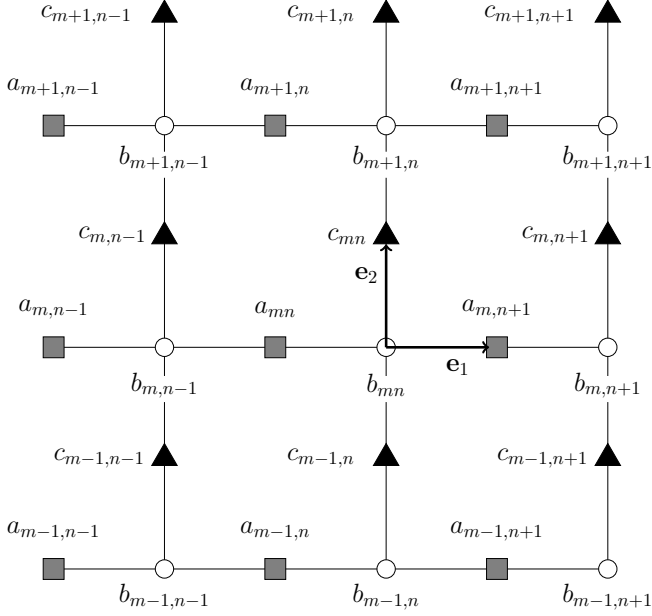 c_{m+1,n−1} c_{m+1,n} c_{m+1,n+1}
a_{m+1,n−1} a_{m+1,n} a_{m+1,n+1}
b_{m+1,n−1} b_{m+1,n} b_{m+1,n+1}
c_{m,n−1} c_{mn} c_{m,n+1}
e_2
a_{m,n−1} a_{mn} a_{m,n+1}
e_1
b_{m,n−1} b_{mn} b_{m,n+1}
c_{m−1,n−1} c_{m−1,n} c_{m−1,n+1}
a_{m−1,n−1} a_{m−1,n} a_{m−1,n+1}
b_{m−1,n−1} b_{m−1,n} b_{m−1,n+1}